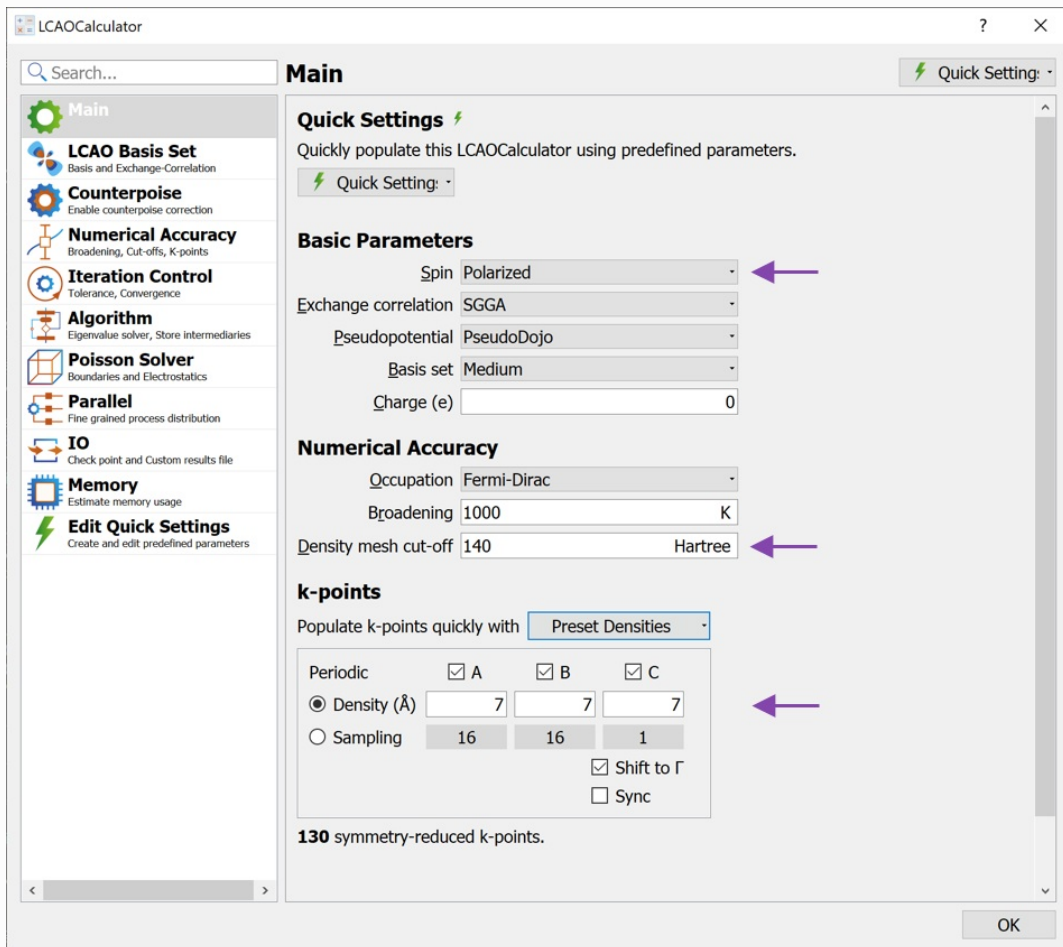 LCAOCalculator
?
Search...
Main
Quick Setting:
Main
LCAO Basis Set
Basis and Exchange-Correlation
Counterpoise
Enable counterpoise correction
Numerical Accuracy
Broadening, Cut-offs, K-points
Iteration Control
Tolerance, Convergence
Algorithm
Eigenvalue solver, Store intermediaries
Poisson Solver
Boundaries and Electrostatics
Parallel
Fine grained process distribution
IO
Check point and Custom results file
Memory
Estimate memory usage
Edit Quick Settings
Create and edit predefined parameters
Quick Settings
Quickly populate this LCAOCalculator using predefined parameters.
Quick Setting:
Basic Parameters
Spin Polarized
Exchange correlation SGGA
Pseudopotential PseudoDojo
Basis set Medium
Charge (e) 0
Numerical Accuracy
Occupation Fermi-Dirac
Broadening 1000 K
Density mesh cut-off 140 Hartree
k-points
Populate k-points quickly with Preset Densities
Periodic A B C
Density (Å) 7 7 7
Sampling 16 16 1
Shift to Γ
Sync
130 symmetry-reduced k-points.
OK